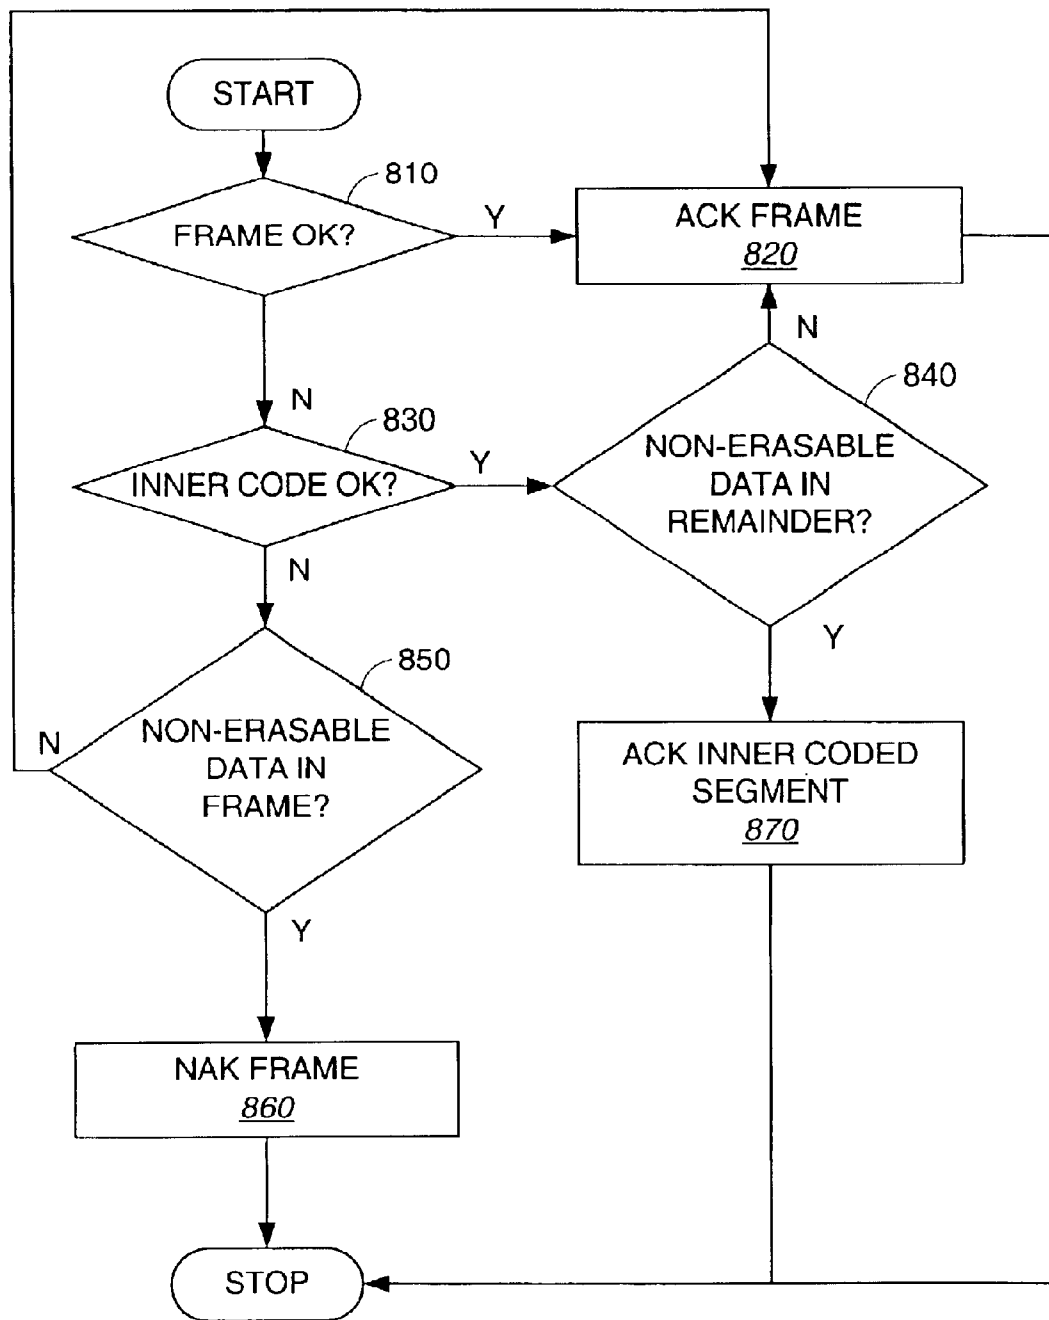 START
810
FRAME OK?
Y
ACK FRAME
820
N
N
840
830
INNER CODE OK?
Y
NON-ERASABLE
DATA IN
REMAINDER?
N
Y
850
N
NON-ERASABLE
DATA IN
FRAME?
ACK INNER CODED
SEGMENT
870
Y
NAK FRAME
860
STOP